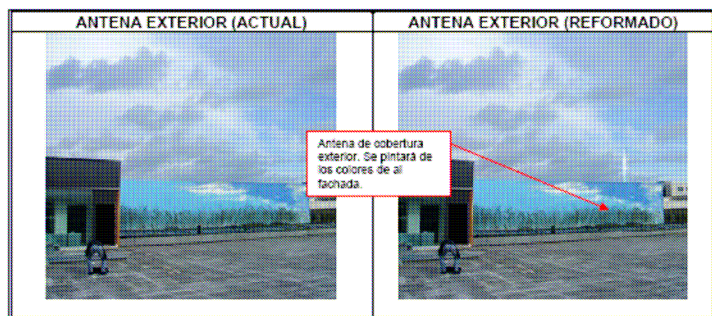 ANTENA EXTERIOR (ACTUAL)
ANTENA EXTERIOR (REFORMADO)
Antena de cobertura
exterior. Se pintará de
los colores de al
fachada.